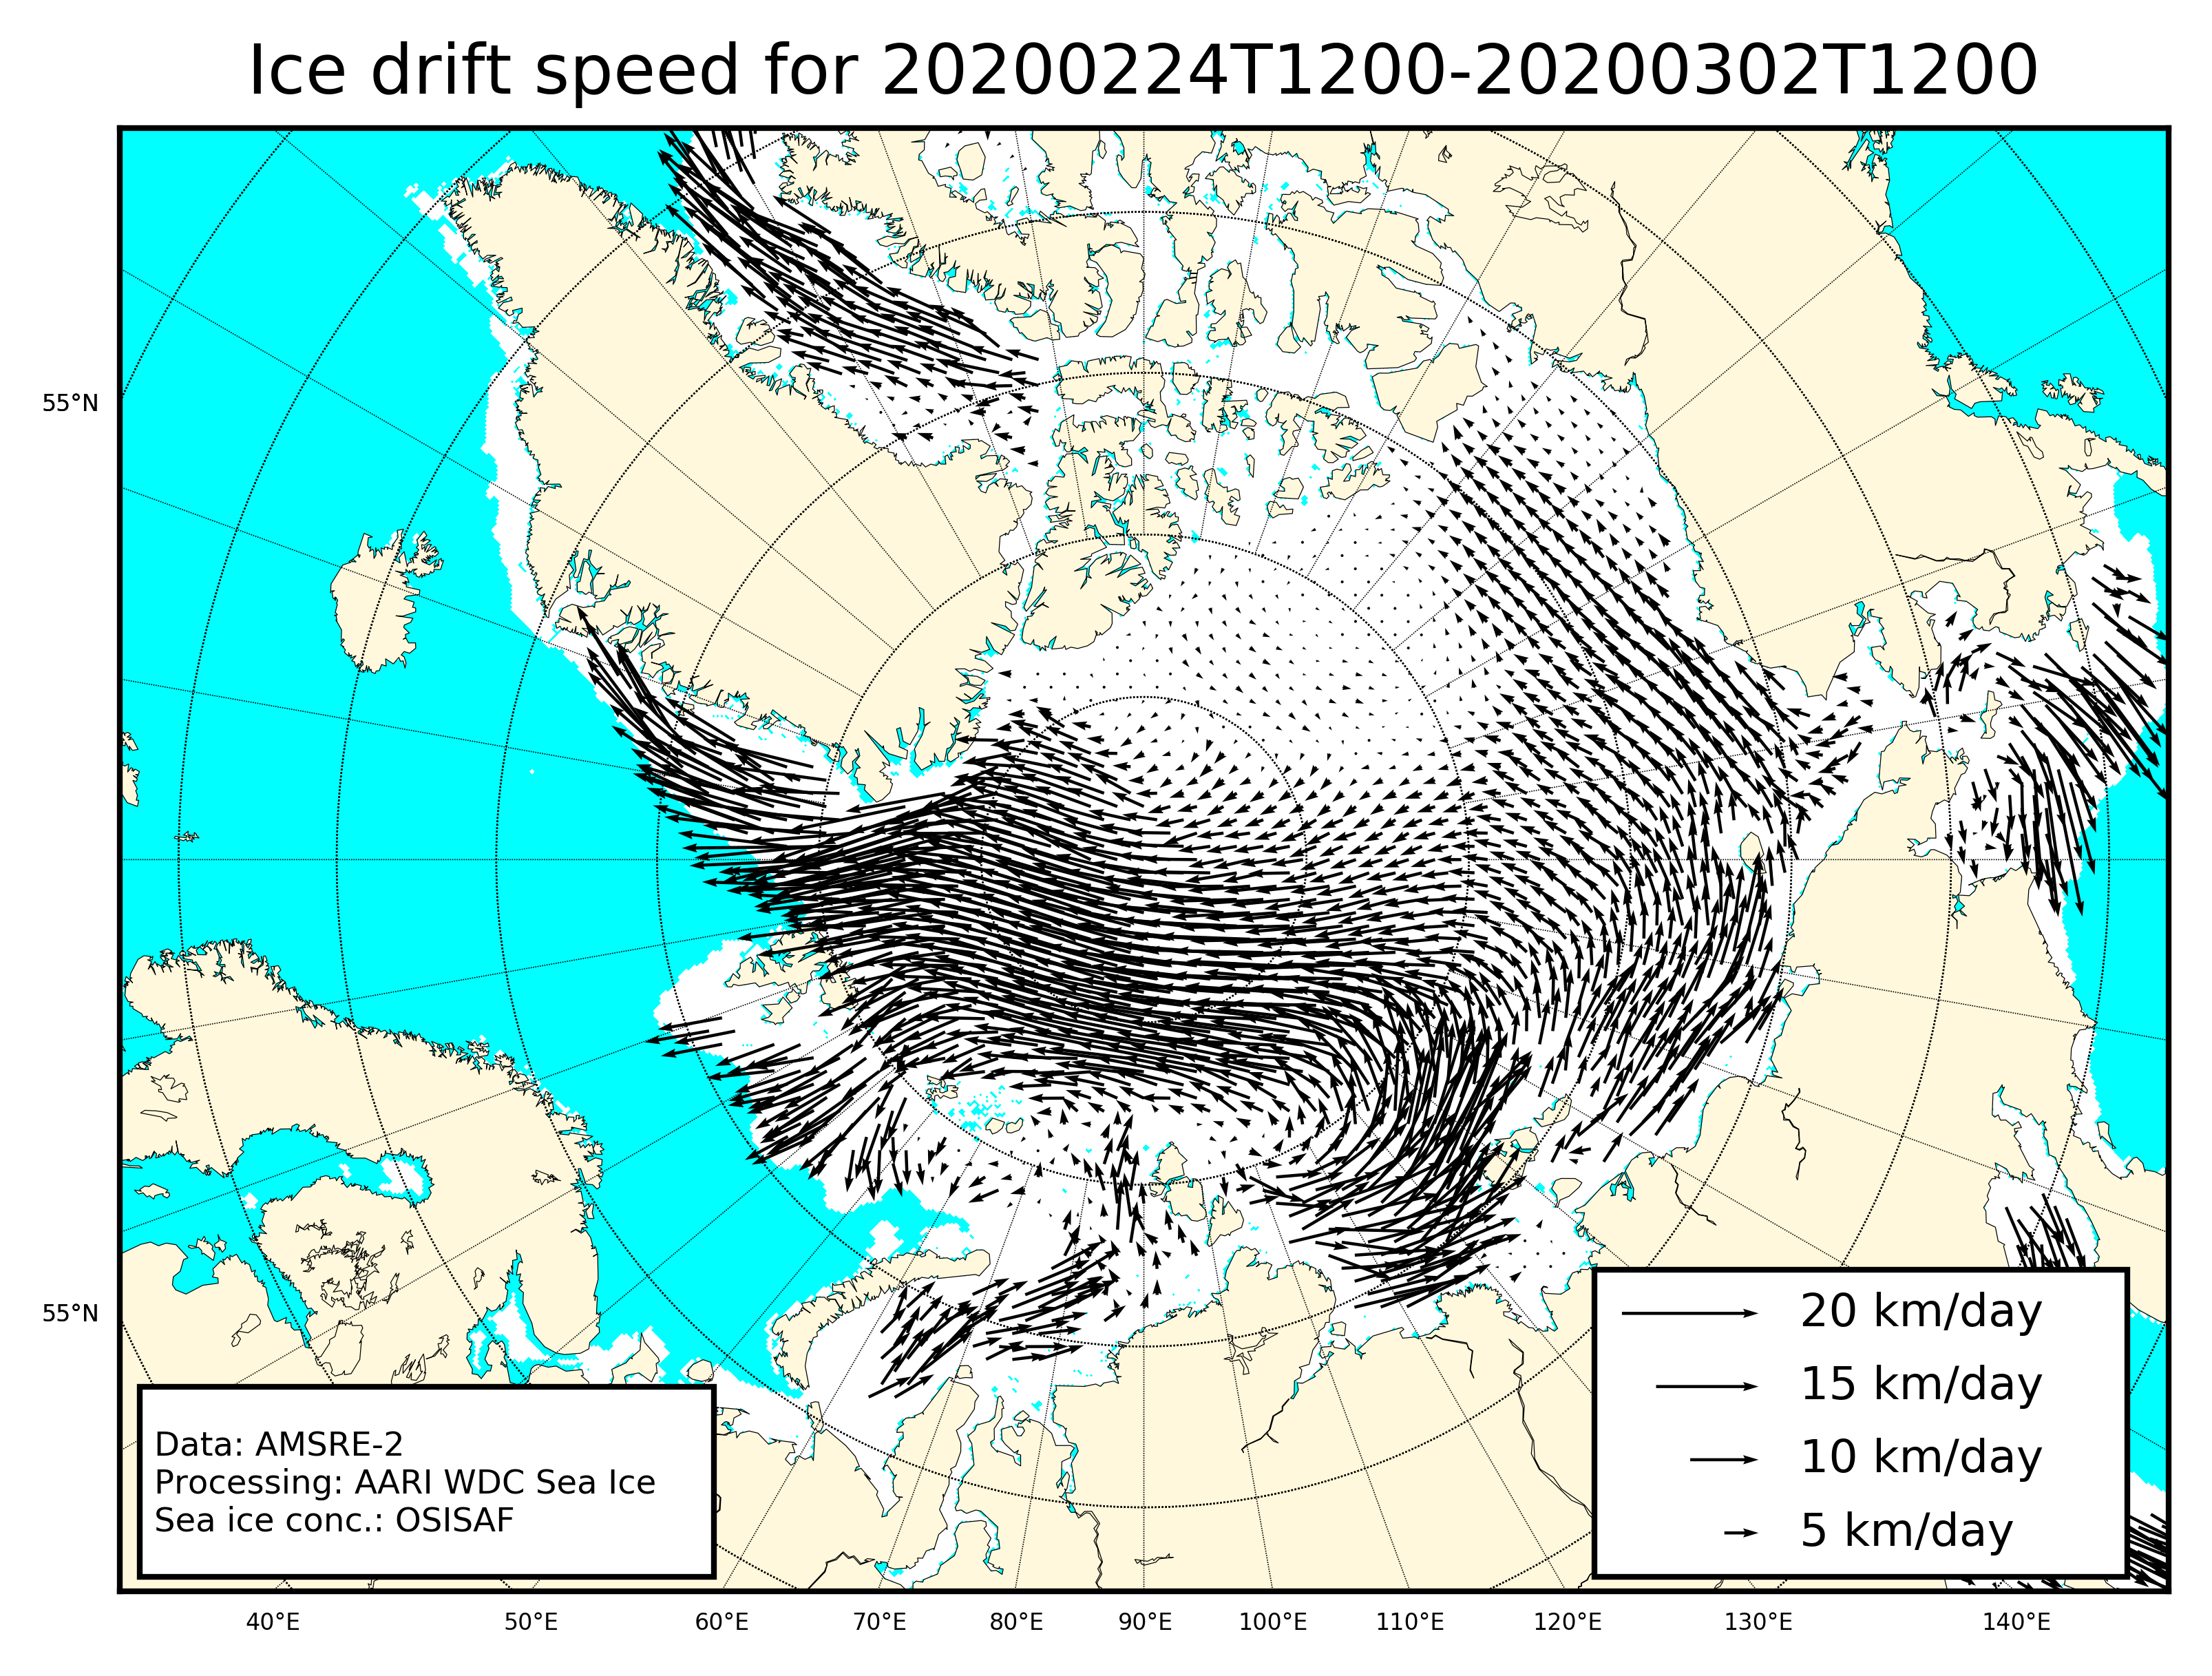 Ice drift speed for 20200224T1200-20200302T1200
55°N
55°N
20 km/day
15 km/day
10 km/day
5 km/day
Data: AMSRE-2
Processing: AARI WDC Sea Ice
Sea ice conc.: OSISAF
40°E 50°E 60°E 70°E 80°E 90°E 100°E 110°E 120°E 130°E 140°E